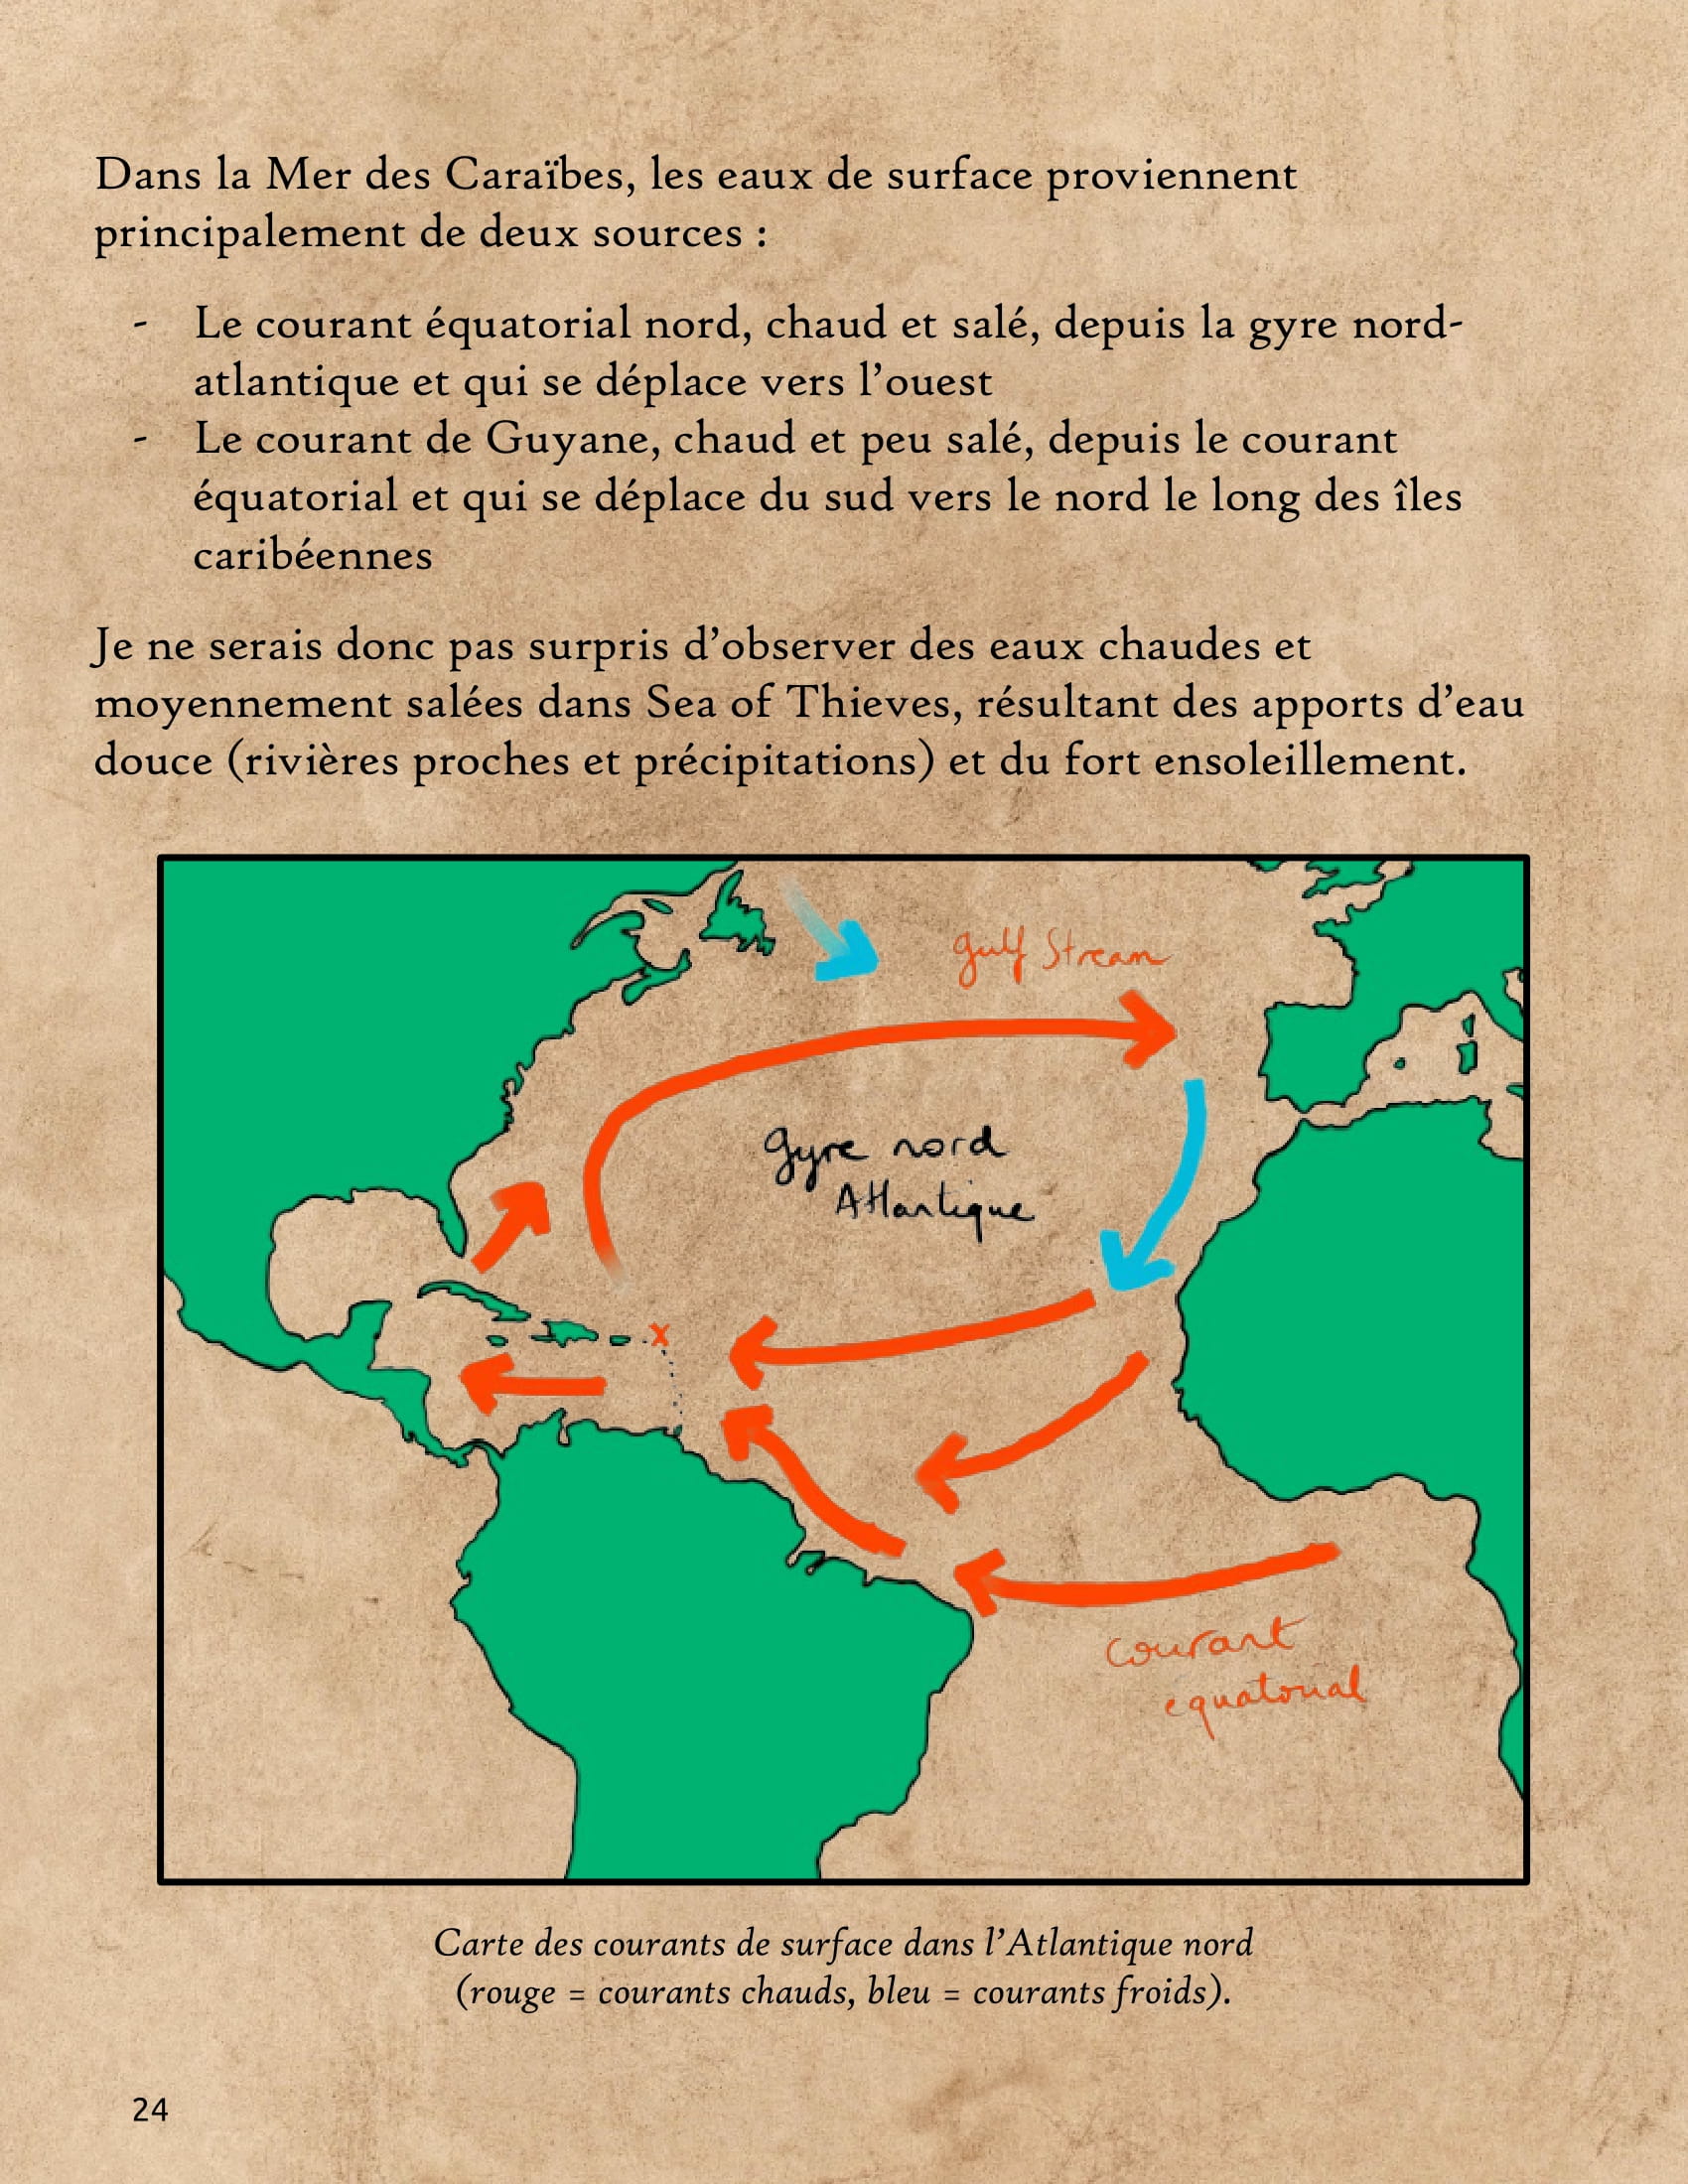 Dans la Mer des Caraïbes, les eaux de surface proviennent
principalement de deux sources :
- Le courant équatorial nord, chaud et salé, depuis la gyre nord-
atlantique et qui se déplace vers l'ouest
- Le courant de Guyane, chaud et peu salé, depuis le courant
équatorial et qui se déplace du sud vers le nord le long des îles
caribéennes
Je ne serais donc pas surpris d'observer des eaux chaudes et
moyennement salées dans Sea of Thieves, résultant des apports d'eau
douce (rivières proches et précipitations) et du fort ensoleillement.
gulf Stream
gyre nord
Atlantique
x
courant
equatorial
Carte des courants de surface dans l'Atlantique nord
(rouge = courants chauds, bleu = courants froids).
24